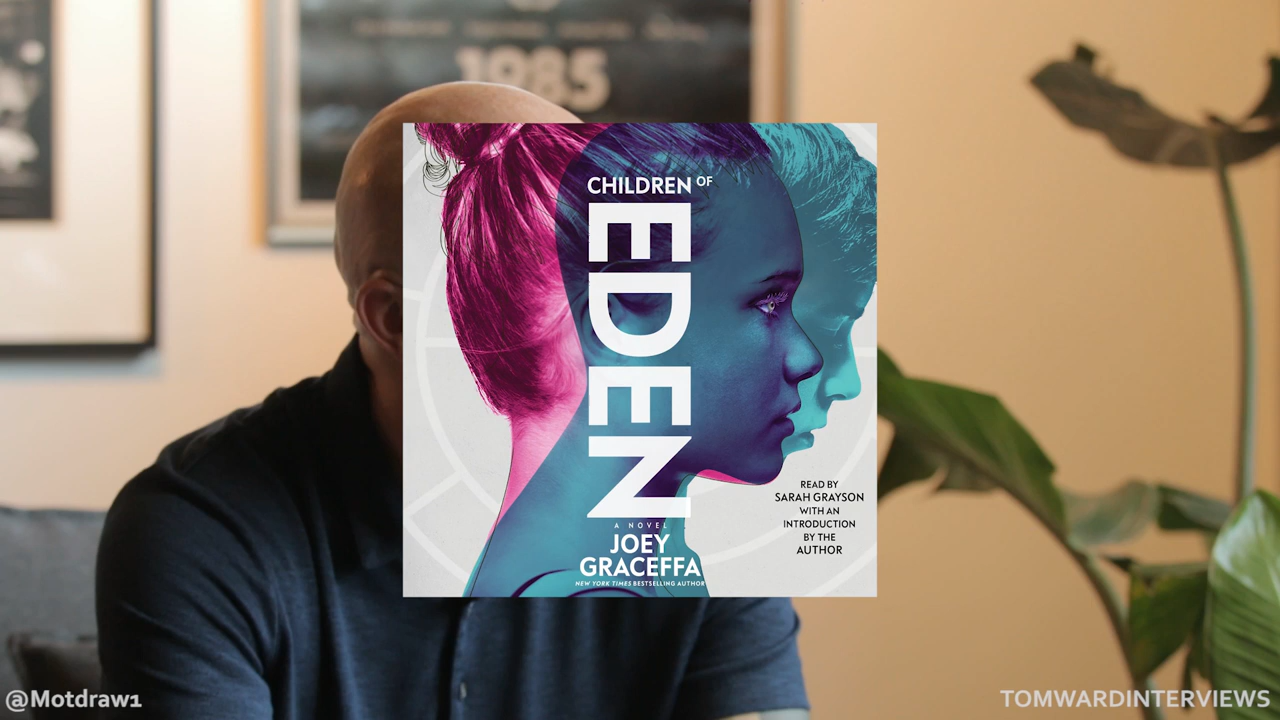 1985
CHILDREN OF
EDEN
A NOVEL
JOEY
GRACEFFA
NEW YORK TIMES BESTSELLING AUTHOR
READ BY
SARAH GRAYSON
WITH AN
INTRODUCTION
BY THE
AUTHOR
@Motdraw1
TOMWARDINTERVIEWS